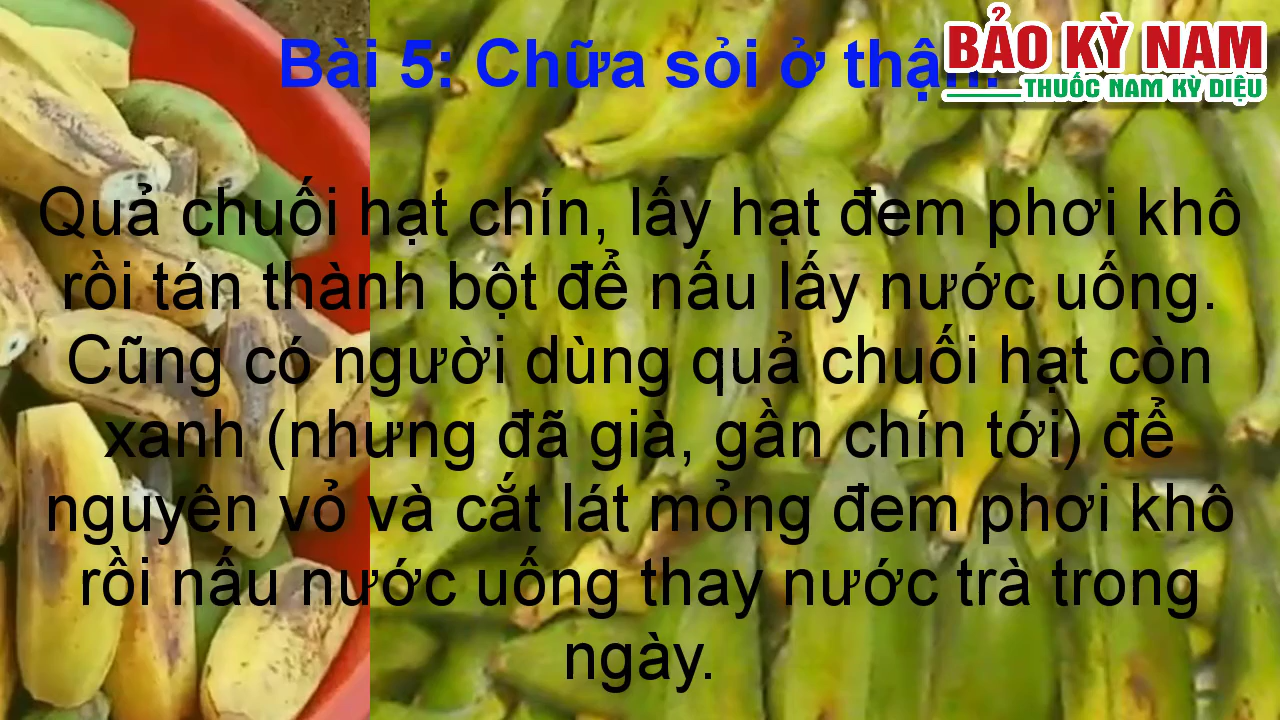 Bài 5: Chữa sỏi ở thận.
BẢO KỲ NAM
THUỐC NAM KỲ DIỆU
Quả chuối hạt chín, lấy hạt đem phơi khô
rồi tán thành bột để nấu lấy nước uống.
Cũng có người dùng quả chuối hạt còn
xanh (nhưng đã già, gần chín tới) để
nguyên vỏ và cắt lát mỏng đem phơi khô
rồi nấu nước uống thay nước trà trong
ngày.